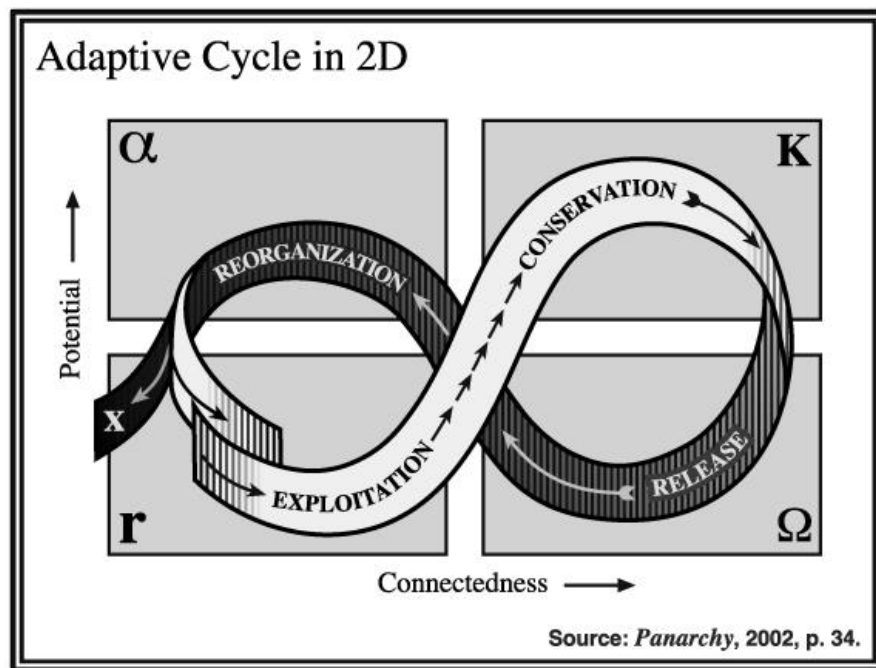 Adaptive Cycle in 2D
α
K
REORGANIZATION
CONSERVATION
Potential
x
EXPLOITATION
RELEASE
r
Ω
Connectedness
Source: Panarchy, 2002, p. 34.